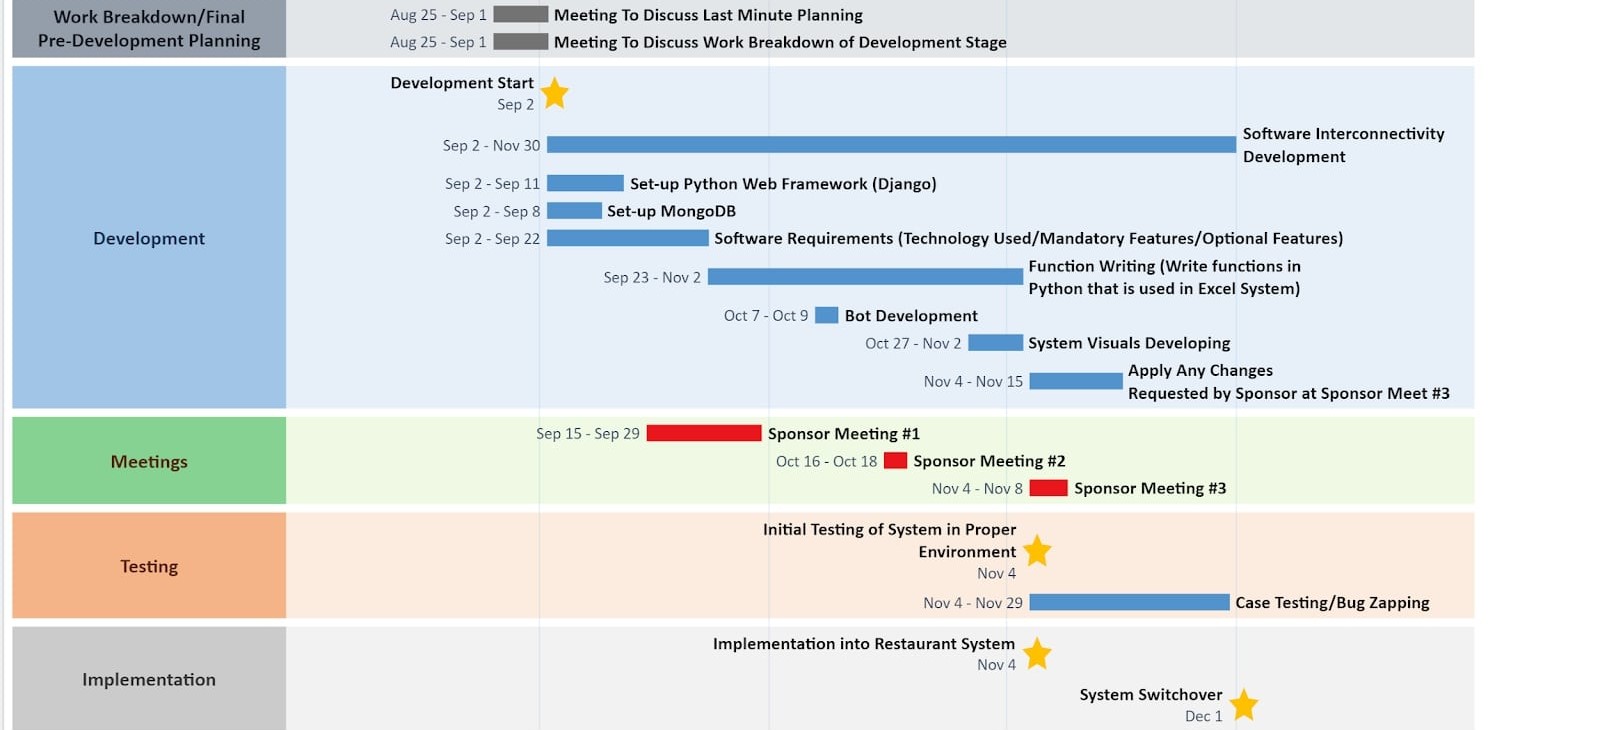 Work Breakdown/Final
Pre-Development Planning
Aug 25 - Sep 1 Meeting To Discuss Last Minute Planning
Aug 25 - Sep 1 Meeting To Discuss Work Breakdown of Development Stage
Development
Development Start
Sep 2
Sep 2 - Nov 30 Software Interconnectivity
Development
Sep 2 - Sep 11 Set-up Python Web Framework (Django)
Sep 2 - Sep 8 Set-up MongoDB
Sep 2 - Sep 22 Software Requirements (Technology Used/Mandatory Features/Optional Features)
Sep 23 - Nov 2 Function Writing (Write functions in
Python that is used in Excel System)
Oct 7 - Oct 9 Bot Development
Oct 27 - Nov 2 System Visuals Developing
Nov 4 - Nov 15 Apply Any Changes
Requested by Sponsor at Sponsor Meet #3
Meetings
Sep 15 - Sep 29 Sponsor Meeting #1
Oct 16 - Oct 18 Sponsor Meeting #2
Nov 4 - Nov 8 Sponsor Meeting #3
Testing
Initial Testing of System in Proper
Environment
Nov 4
Nov 4 - Nov 29 Case Testing/Bug Zapping
Implementation
Implementation into Restaurant System
Nov 4
System Switchover
Dec 1